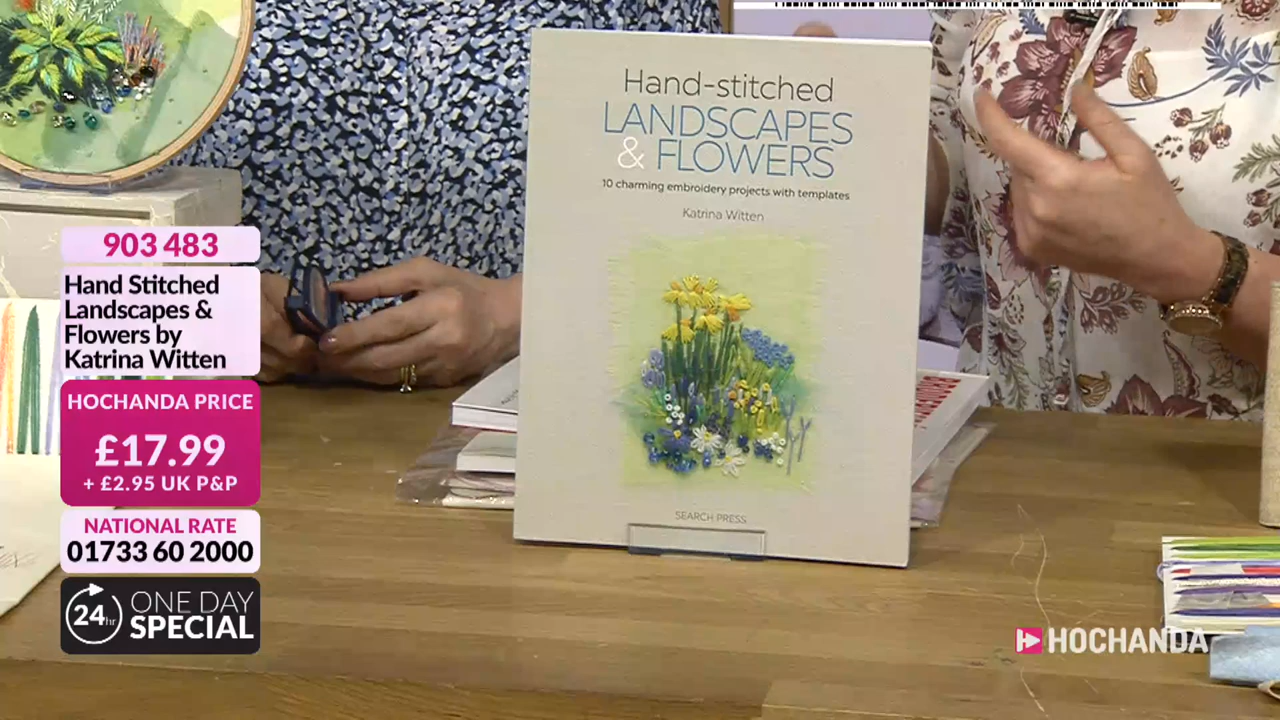 903 483
Hand Stitched
Landscapes &
Flowers by
Katrina Witten
HOCHANDA PRICE
£17.99
+ £2.95 UK P&P
NATIONAL RATE
01733 60 2000
24hr
ONE DAY
SPECIAL
Hand-stitched
LANDSCAPES
& FLOWERS
10 charming embroidery projects with templates
Katrina Witten
SEARCH PRESS
HOCHANDA